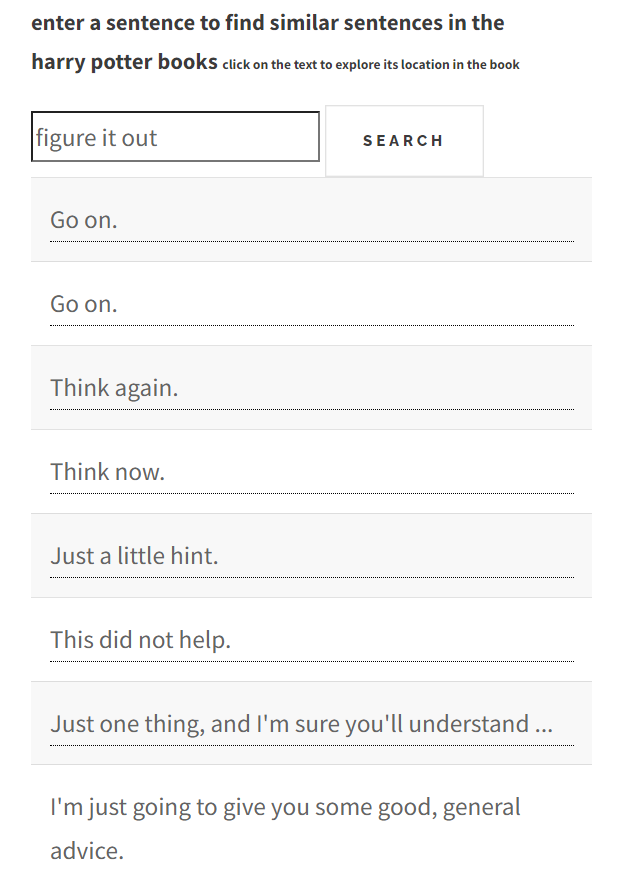 enter a sentence to find similar sentences in the
harry potter books click on the text to explore its location in the book
figure it out
SEARCH
Go on.
Go on.
Think again.
Think now.
Just a little hint.
This did not help.
Just one thing, and I'm sure you'll understand ...
I'm just going to give you some good, general
advice.